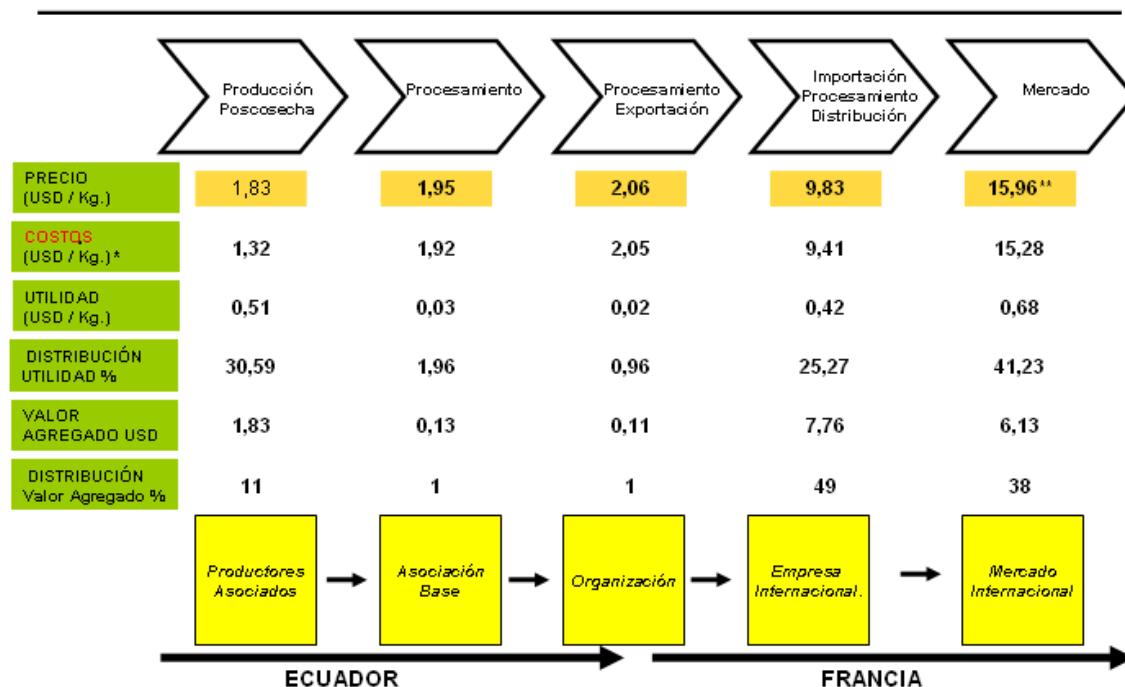 Producción
Poscosecha
Procesamiento
Procesamiento
Exportación
Importación
Procesamiento
Distribución
Mercado
PRECIO
(USD / Kg.)
1,83
1,95
2,06
9,83
15,96**
COSTOS
(USD / Kg.)*
1,32
1,92
2,05
9,41
15,28
UTILIDAD
(USD / Kg.)
0,51
0,03
0,02
0,42
0,68
DISTRIBUCIÓN
UTILIDAD %
30,59
1,96
0,96
25,27
41,23
VALOR
AGREGADO USD
1,83
0,13
0,11
7,76
6,13
DISTRIBUCIÓN
Valor Agregado %
11
1
1
49
38
Productores
Asociados
Asociación
Base
Organización
Empresa
Internacional.
Mercado
Internacional
ECUADOR
FRANCIA